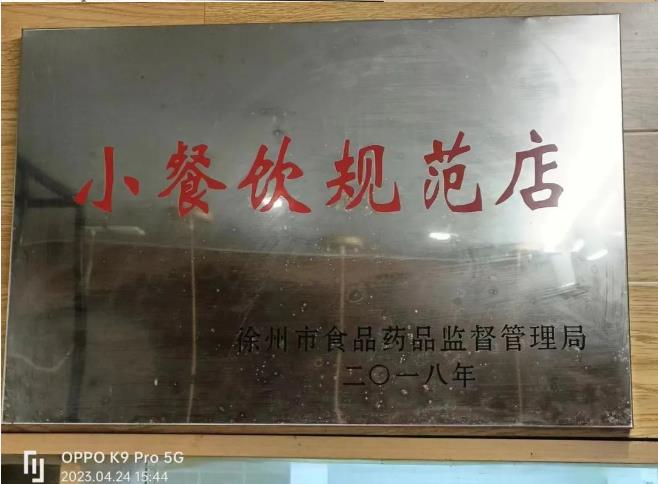 小餐饮规范店
徐州市食品药品监督管理局
二〇一八年
OPPO K9 Pro 5G
2023.04.24 15:44